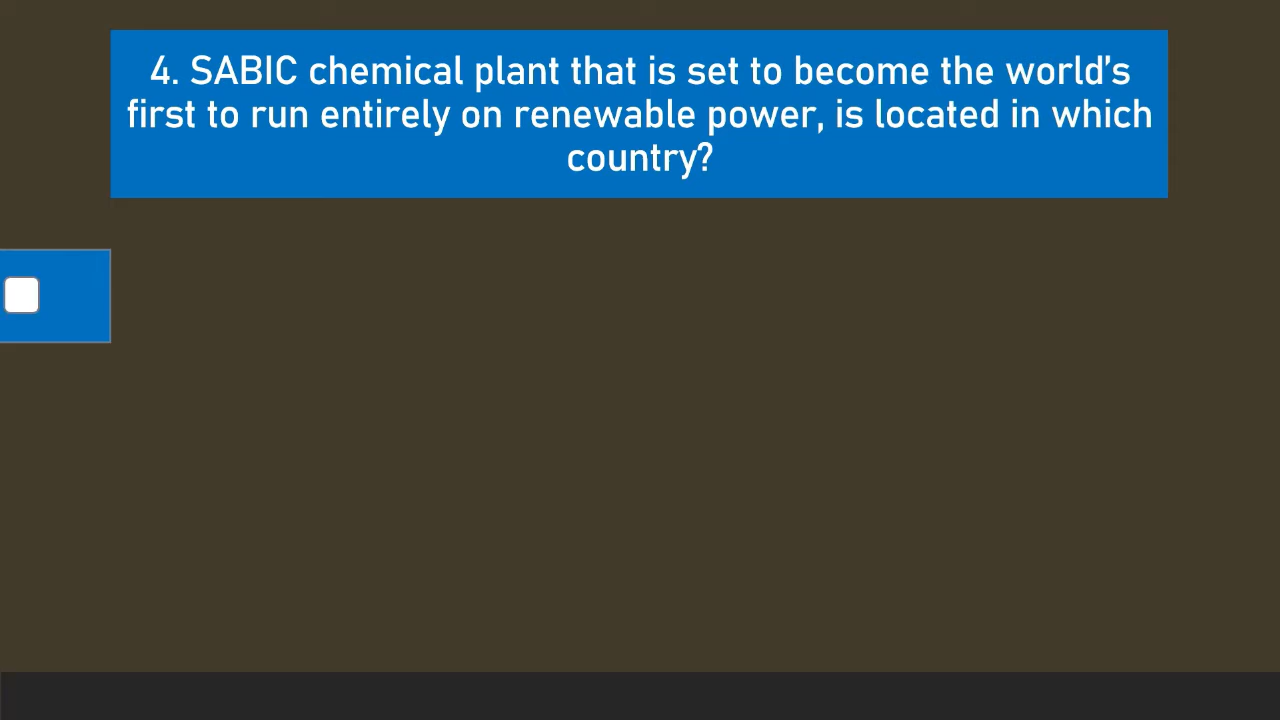 4. SABIC chemical plant that is set to become the world's
first to run entirely on renewable power, is located in which
country?